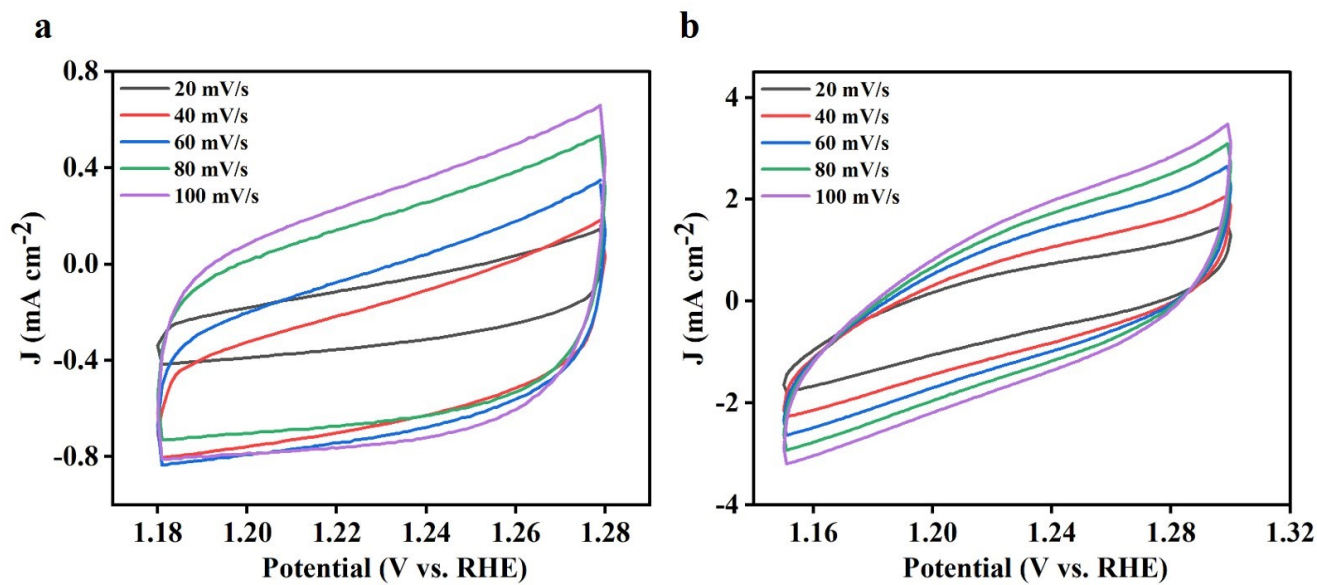 a
0.8
0.4
0.0
-0.4
-0.8
J (mA cm-2)
20 mV/s
40 mV/s
60 mV/s
80 mV/s
100 mV/s
1.18 1.20 1.22 1.24 1.26 1.28
Potential (V vs. RHE)
b
4
2
0
-2
-4
J (mA cm-2)
20 mV/s
40 mV/s
60 mV/s
80 mV/s
100 mV/s
1.16 1.20 1.24 1.28 1.32
Potential (V vs. RHE)